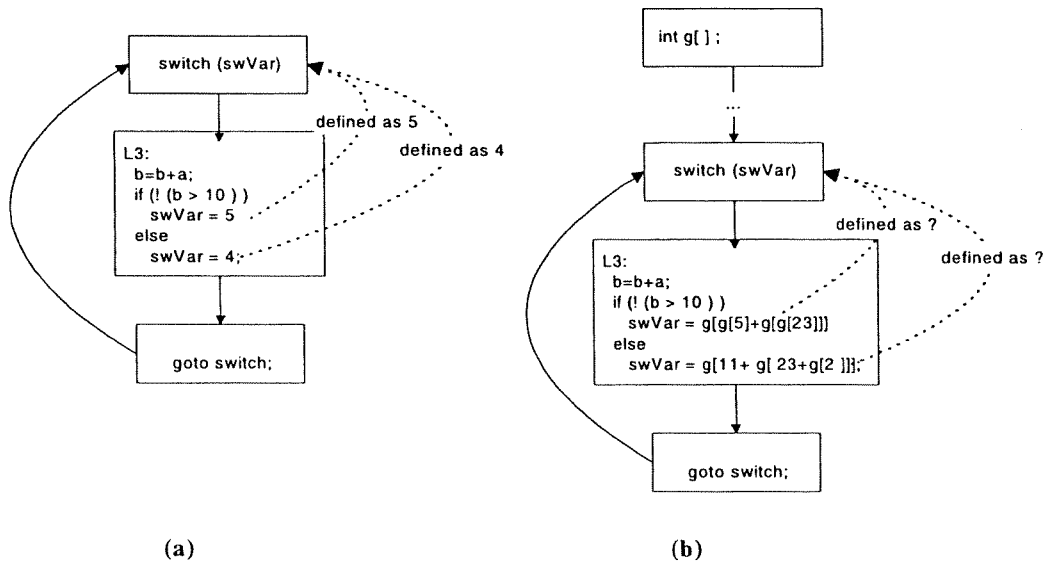 switch (swVar)
defined as 5
defined as 4
L3:
b=b+a;
if (! (b > 10 ) )
swVar = 5
else
swVar = 4;
goto switch;
(a)
int g[ ] ;
...
switch (swVar)
defined as ?
defined as ?
L3:
b=b+a;
if (! (b > 10 ) )
swVar = g[g[5]+g[g[23]]]
else
swVar = g[11+ g[ 23+g[2 ]]];
goto switch;
(b)